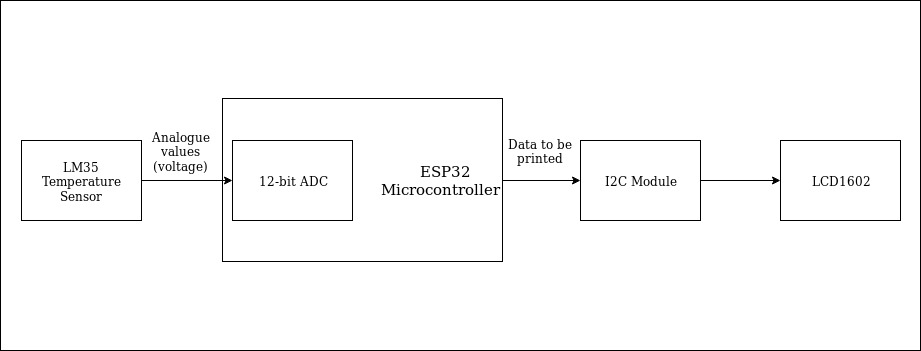 LM35
Temperature
Sensor
Analogue
values
(voltage)
12-bit ADC
ESP32
Microcontroller
Data to be
printed
I2C Module
LCD1602